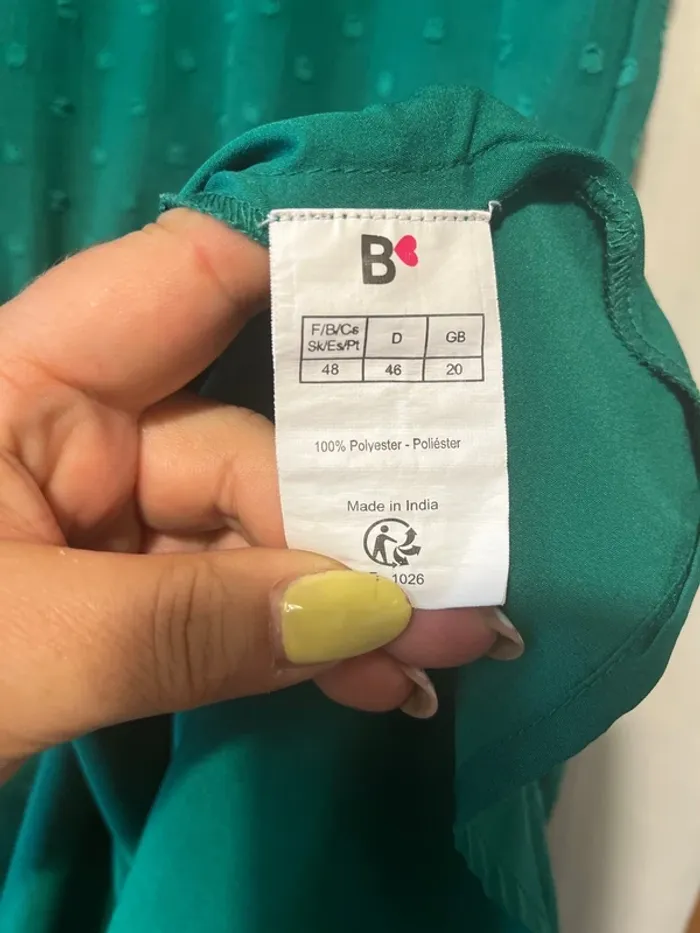 B
F/B/Cs D GB
Sk/Es/Pt
48 46 20
100% Polyester - Poliéster
Made in India
1026